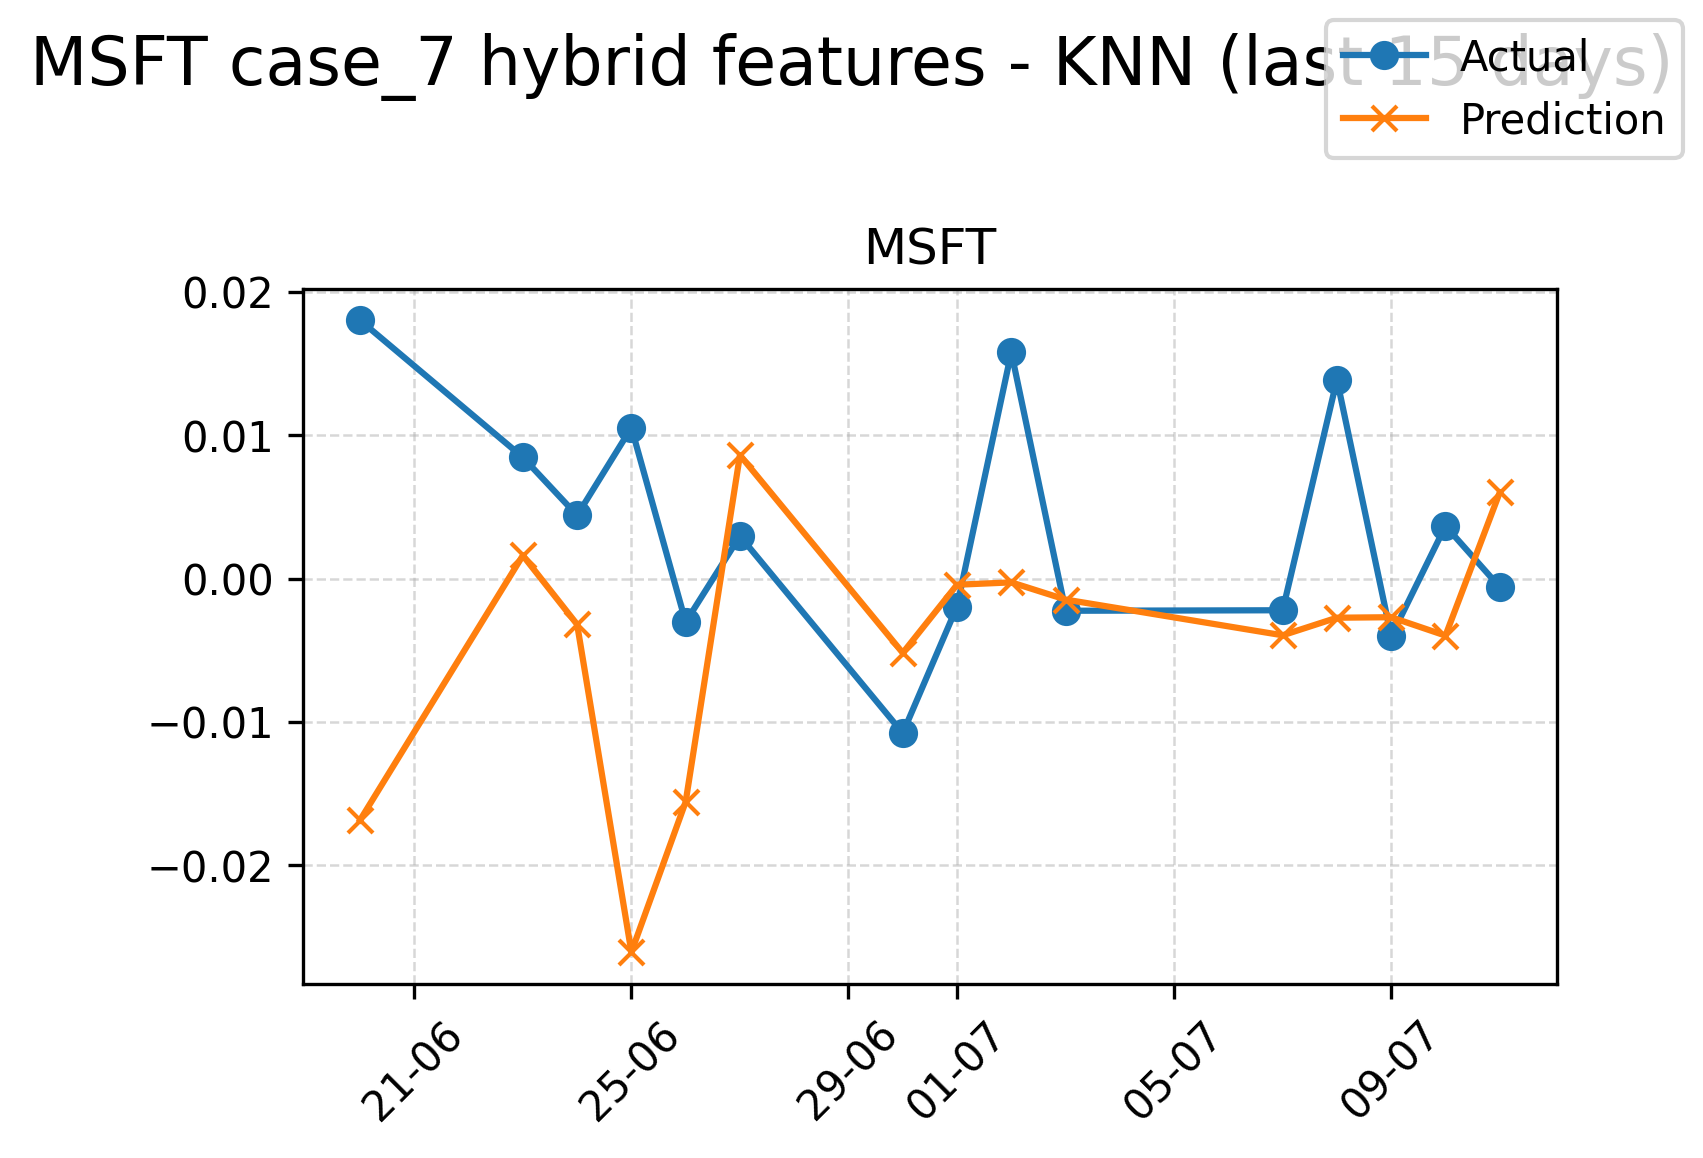 MSFT case_7 hybrid features - KNN (last 15 days)
Actual
Prediction
MSFT
0.02
0.01
0.00
−0.01
−0.02
21-06
25-06
29-06
01-07
05-07
09-07